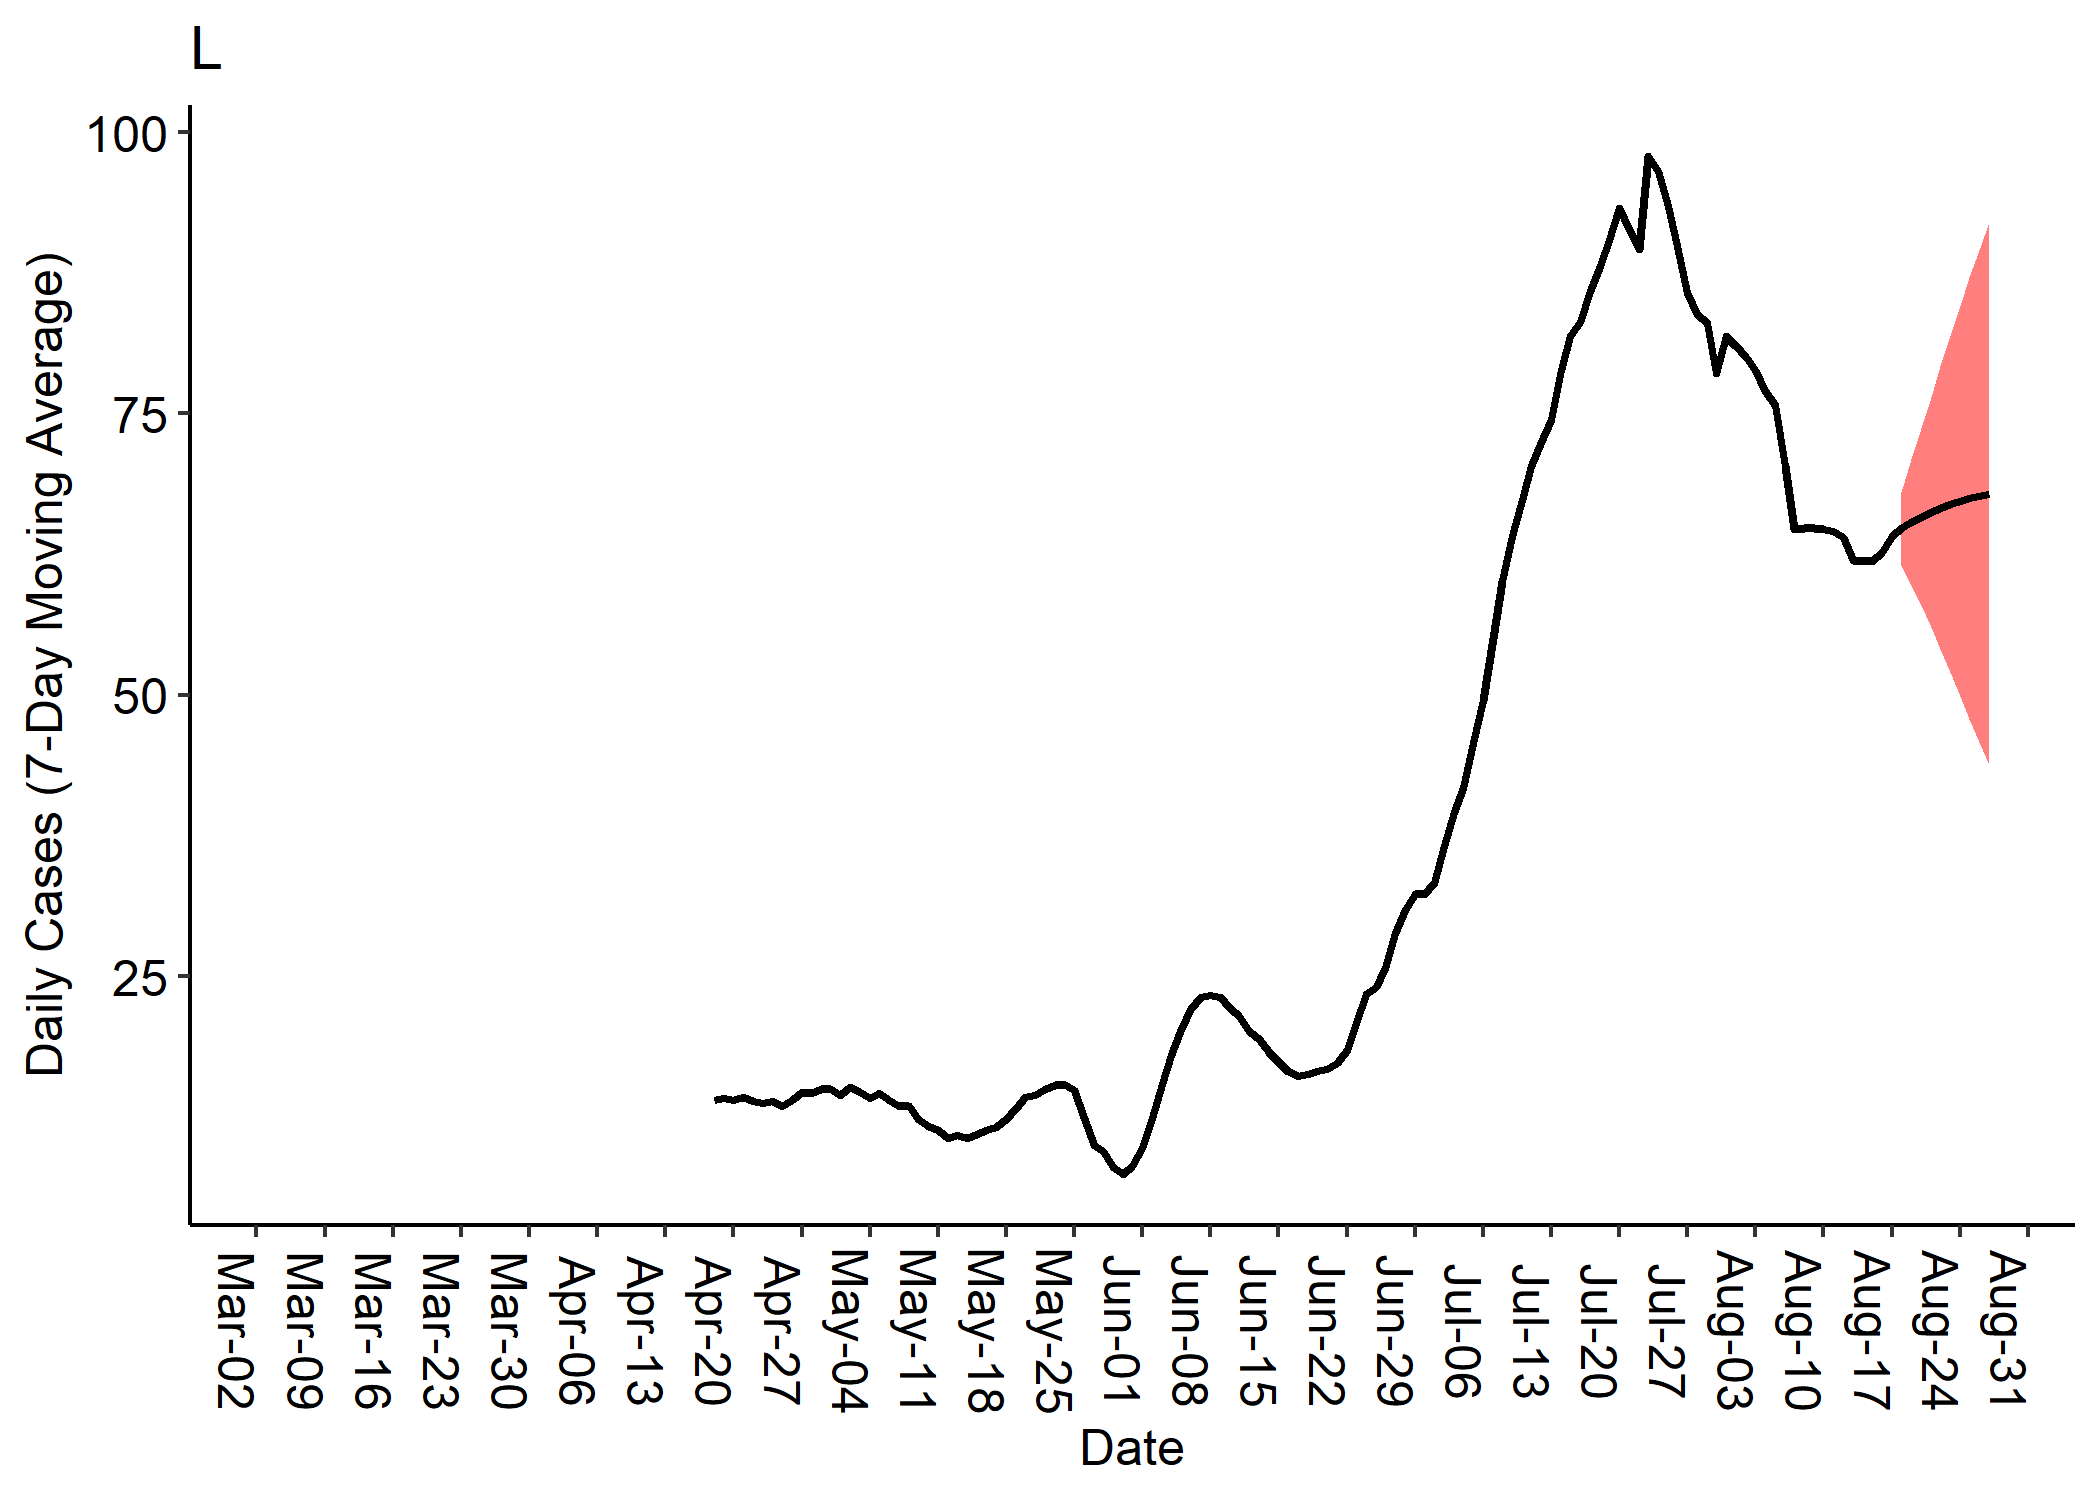 L
Daily Cases (7-Day Moving Average)
100
75
50
25
Mar-02
Mar-09
Mar-16
Mar-23
Mar-30
Apr-06
Apr-13
Apr-20
Apr-27
May-04
May-11
May-18
May-25
Jun-01
Jun-08
Jun-15
Jun-22
Jun-29
Jul-06
Jul-13
Jul-20
Jul-27
Aug-03
Aug-10
Aug-17
Aug-24
Aug-31
Date